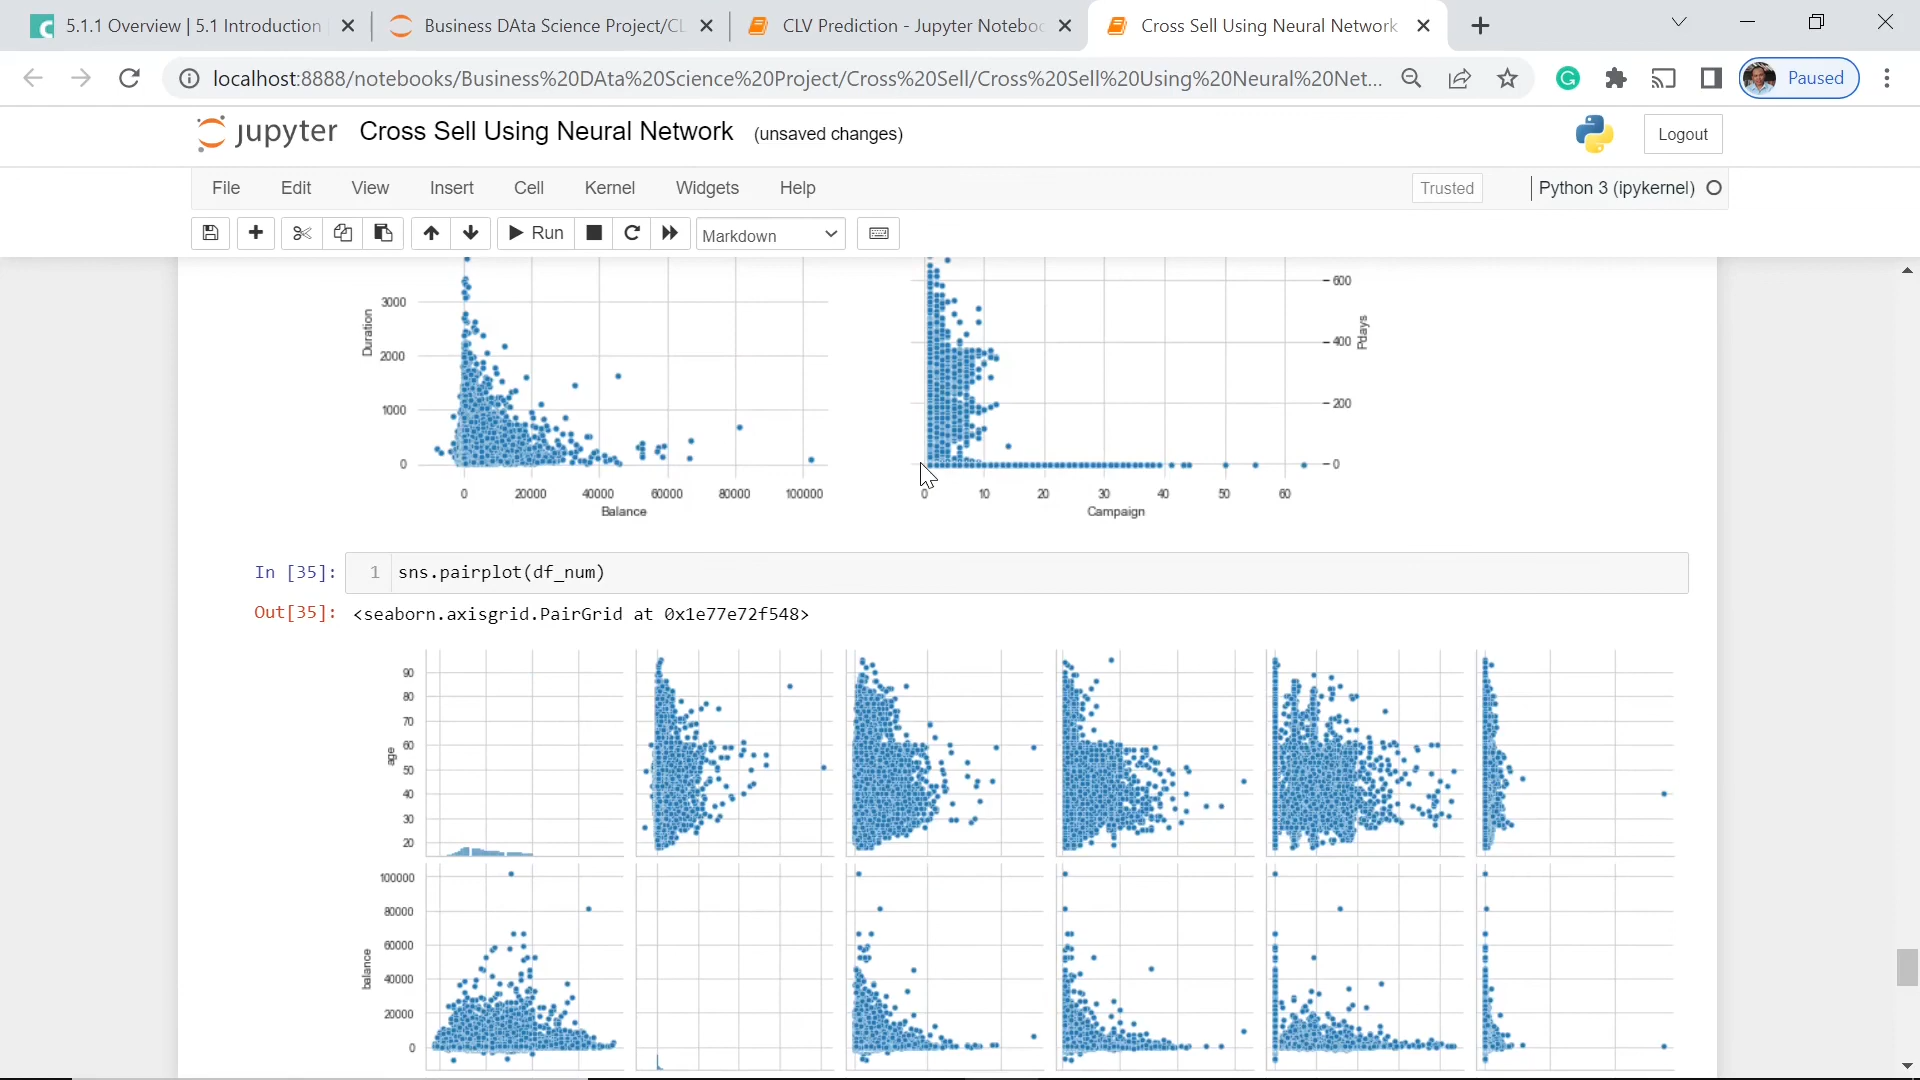 5.1.1 Overview | 5.1 Introduction
Business DAta Science Project/CL
CLV Prediction - Jupyter Noteboo
Cross Sell Using Neural Network
localhost:8888/notebooks/Business%20DAta%20Science%20Project/Cross%20Sell/Cross%20Sell%20Using%20Neural%20Net...
Paused
jupyter Cross Sell Using Neural Network (unsaved changes)
Logout
File Edit View Insert Cell Kernel Widgets Help
Trusted
Python 3 (ipykernel)
Run
Markdown
3000
2000
1000
0
Duration
0 20000 40000 60000 80000 100000
Balance
600
400
200
0
Pdays
0 10 20 30 40 50 60
Campaign
In [35]: 1 sns.pairplot(df_num)
Out[35]: <seaborn.axisgrid.PairGrid at 0x1e77e72f548>
90
80
70
60
50
40
30
20
age
100000
80000
60000
40000
20000
0
balance